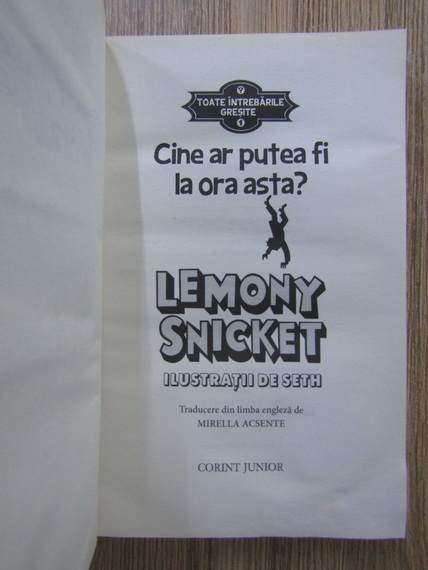 ?
TOATE ÎNTREBĂRILE
GREȘITE
1
Cine ar putea fi
la ora asta?
LEMONY
SNICKET
ILUSTRAȚII DE SETH
Traducere din limba engleză de
MIRELLA ACSENTE
CORINT JUNIOR